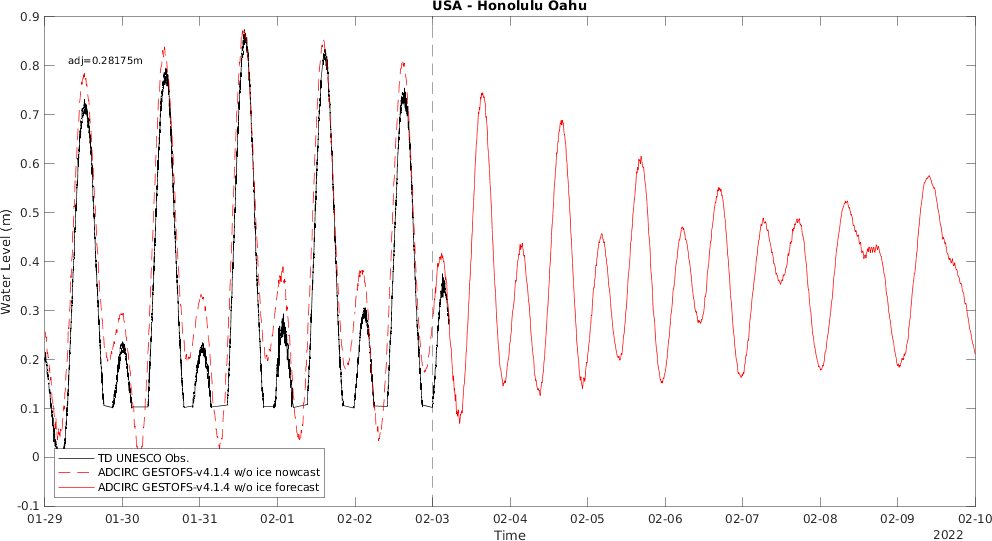 USA - Honolulu Oahu
0.9
0.8
0.7
0.6
0.5
0.4
0.3
0.2
0.1
0
-0.1
Water Level (m)
adj=0.28175m
TD UNESCO Obs.
ADCIRC GESTOFS-v4.1.4 w/o ice nowcast
ADCIRC GESTOFS-v4.1.4 w/o ice forecast
01-29 01-30 01-31 02-01 02-02 02-03 02-04 02-05 02-06 02-07 02-08 02-09 02-10
Time
2022